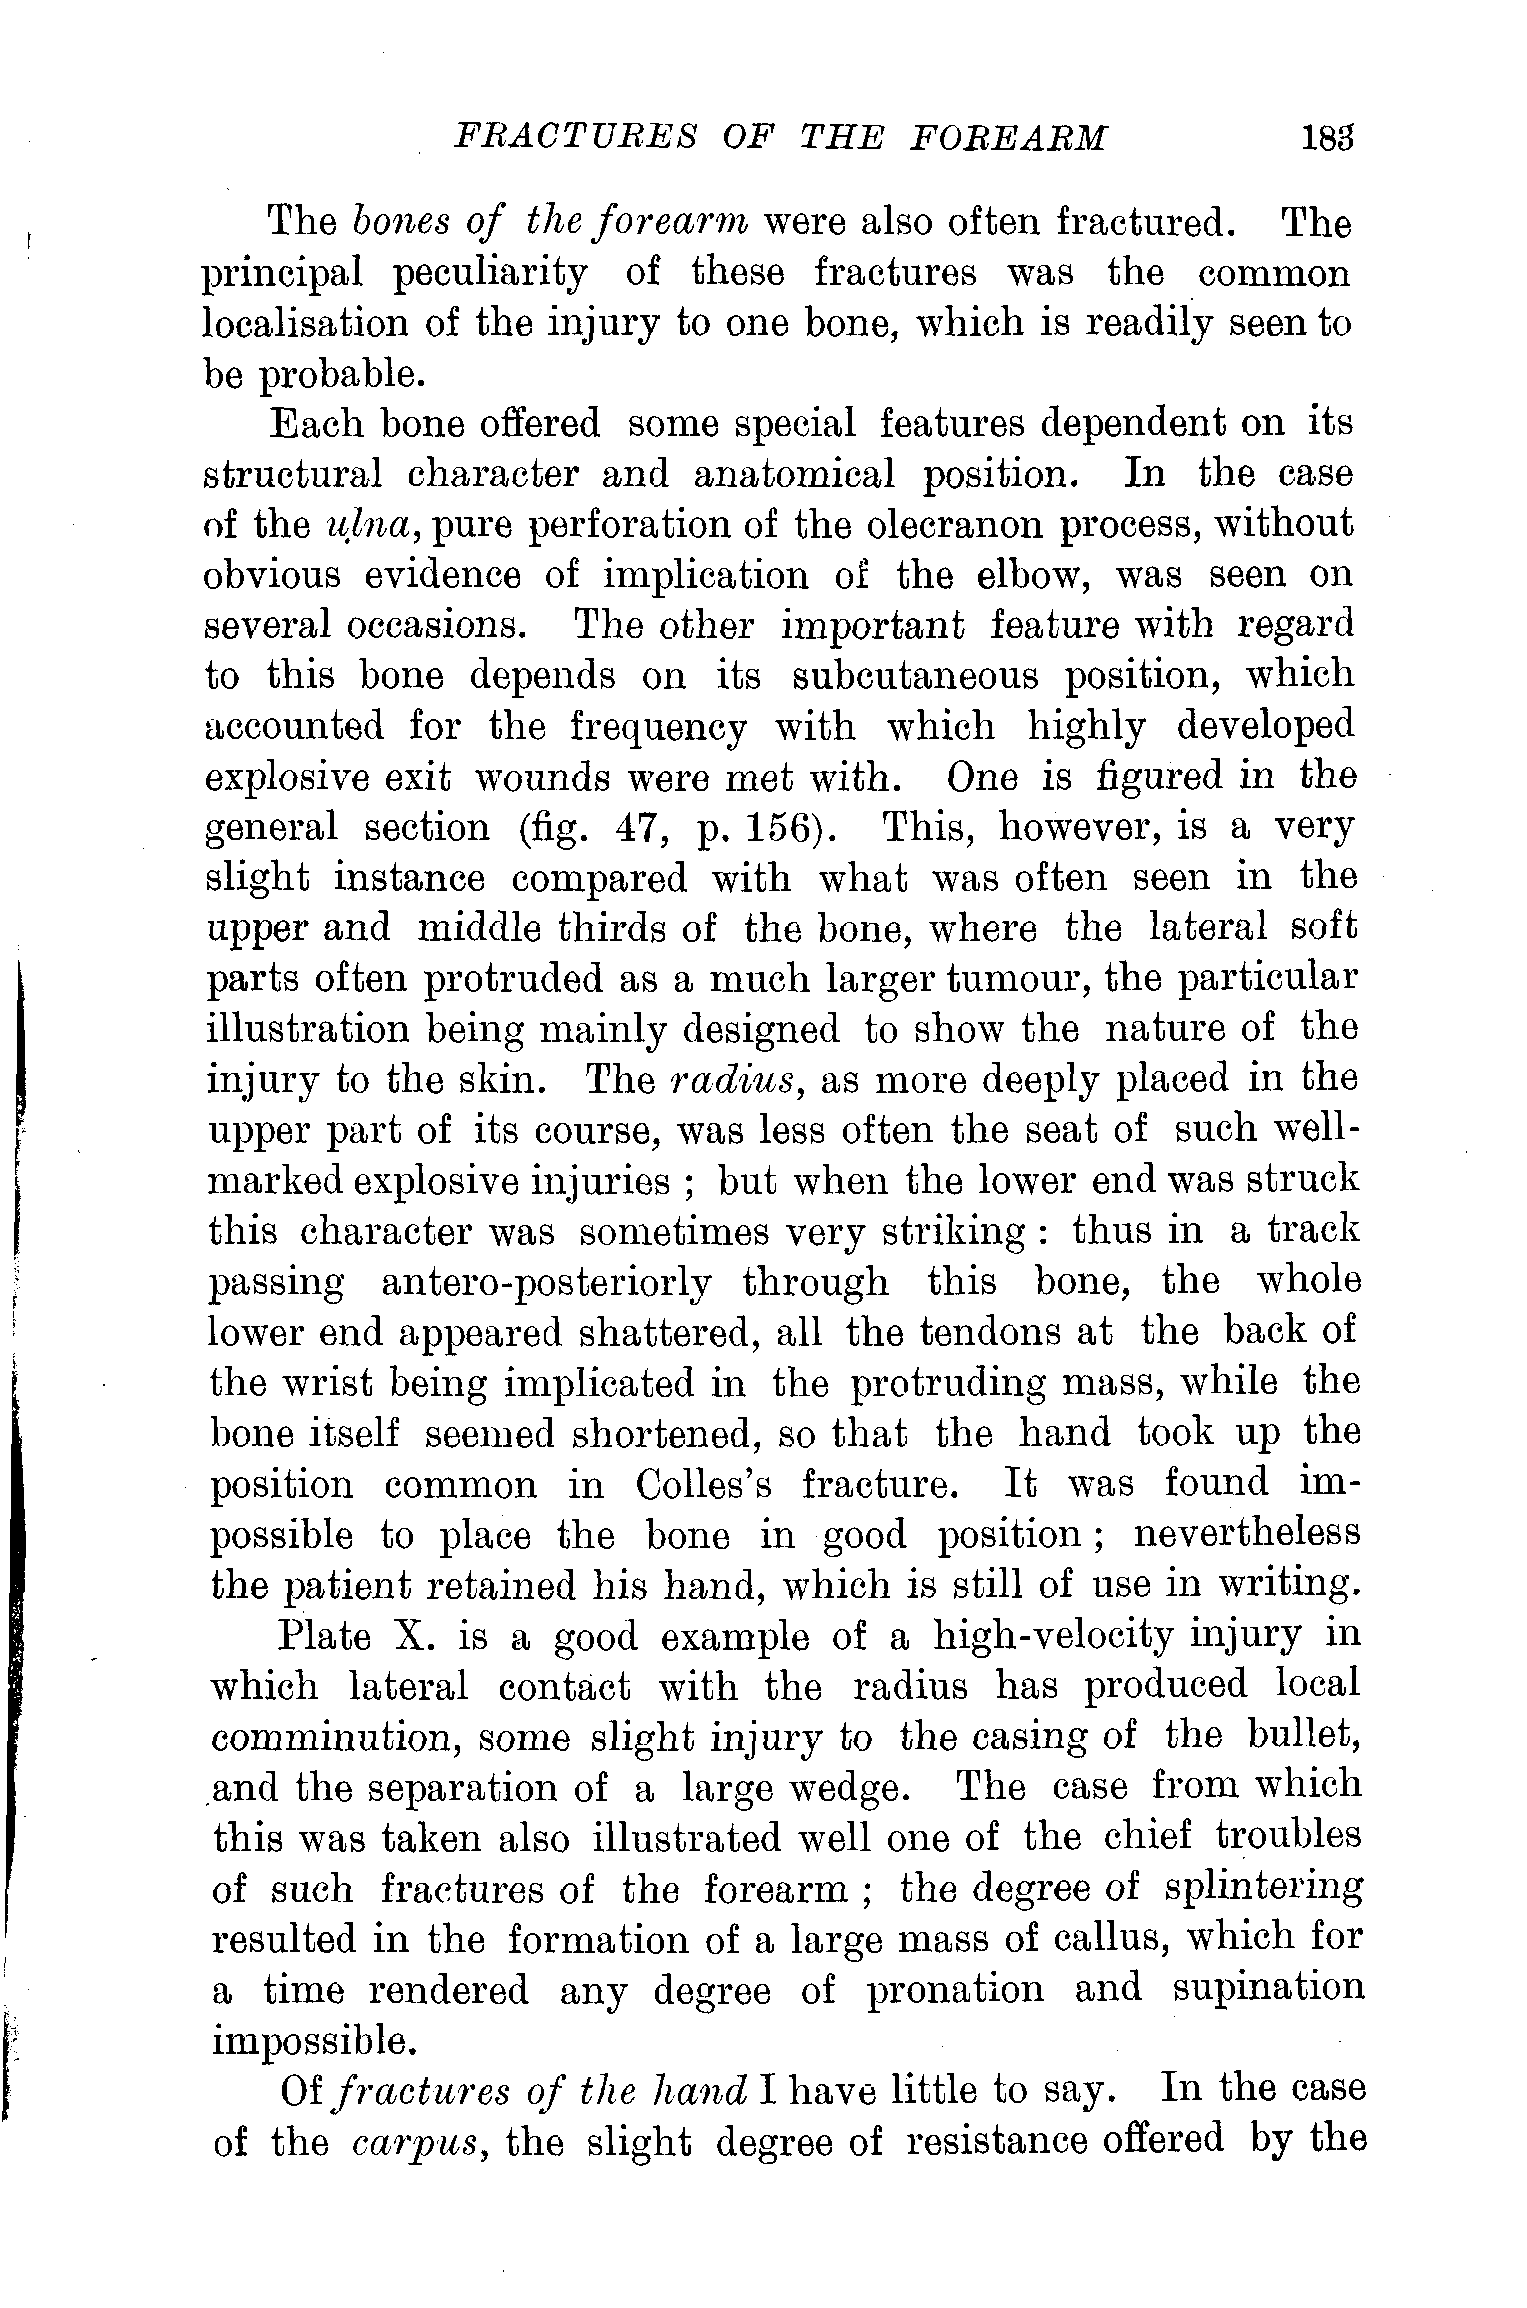 FRACTURES OF THE FOREARM 183
The bones of the forearm were also often fractured. The
principal peculiarity of these fractures was the common
localisation of the injury to one bone, which is readily seen to
be probable.
Each bone offered some special features dependent on its
structural character and anatomical position. In the case
of the ulna, pure perforation of the olecranon process, without
obvious evidence of implication of the elbow, was seen on
several occasions. The other important feature with regard
to this bone depends on its subcutaneous position, which
accounted for the frequency with which highly developed
explosive exit wounds were met with. One is figured in the
general section (fig. 47, p. 156). This, however, is a very
slight instance compared with what was often seen in the
upper and middle thirds of the bone, where the lateral soft
parts often protruded as a much larger tumour, the particular
illustration being mainly designed to show the nature of the
injury to the skin. The radius, as more deeply placed in the
upper part of its course, was less often the seat of such well-
marked explosive injuries ; but when the lower end was struck
this character was sometimes very striking : thus in a track
passing antero-posteriorly through this bone, the whole
lower end appeared shattered, all the tendons at the back of
the wrist being implicated in the protruding mass, while the
bone itself seemed shortened, so that the hand took up the
position common in Colles's fracture. It was found im-
possible to place the bone in good position ; nevertheless
the patient retained his hand, which is still of use in writing.
Plate X. is a good example of a high-velocity injury in
which lateral contact with the radius has produced local
comminution, some slight injury to the casing of the bullet,
and the separation of a large wedge. The case from which
this was taken also illustrated well one of the chief troubles
of such fractures of the forearm ; the degree of splintering
resulted in the formation of a large mass of callus, which for
a time rendered any degree of pronation and supination
impossible.
Of fractures of the hand I have little to say. In the case
of the carpus, the slight degree of resistance offered by the